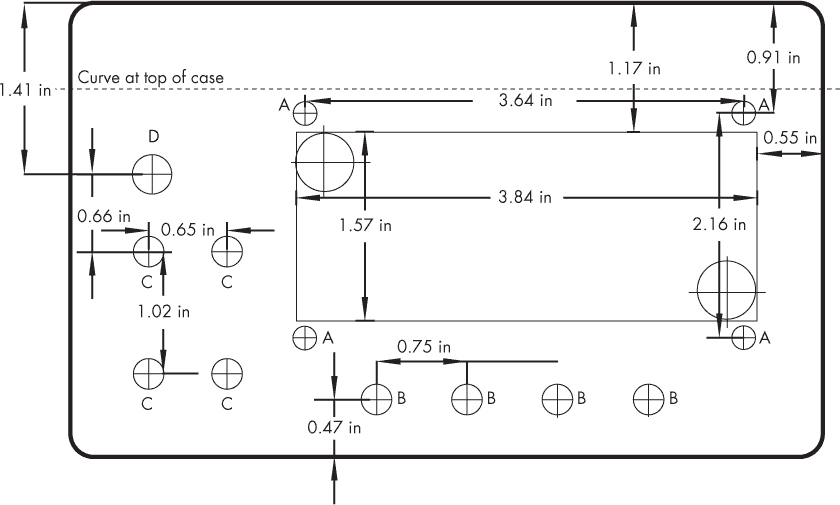 0.91 in
1.17 in
Curve at top of case
1.41 in
A
3.64 in
A
D
0.55 in
3.84 in
0.66 in
0.65 in
1.57 in
2.16 in
C
C
1.02 in
A
A
0.75 in
C
C
B
B
B
B
0.47 in